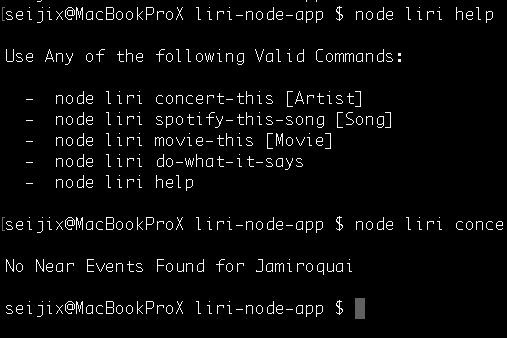 [seijix@MacBookProX liri-node-app $ node liri help
Use Any of the following Valid Commands:
- node liri concert-this [Artist]
- node liri spotify-this-song [Song]
- node liri movie-this [Movie]
- node liri do-what-it-says
- node liri help
[seijix@MacBookProX liri-node-app $ node liri conce
No Near Events Found for Jamiroquai
seijix@MacBookProX liri-node-app $